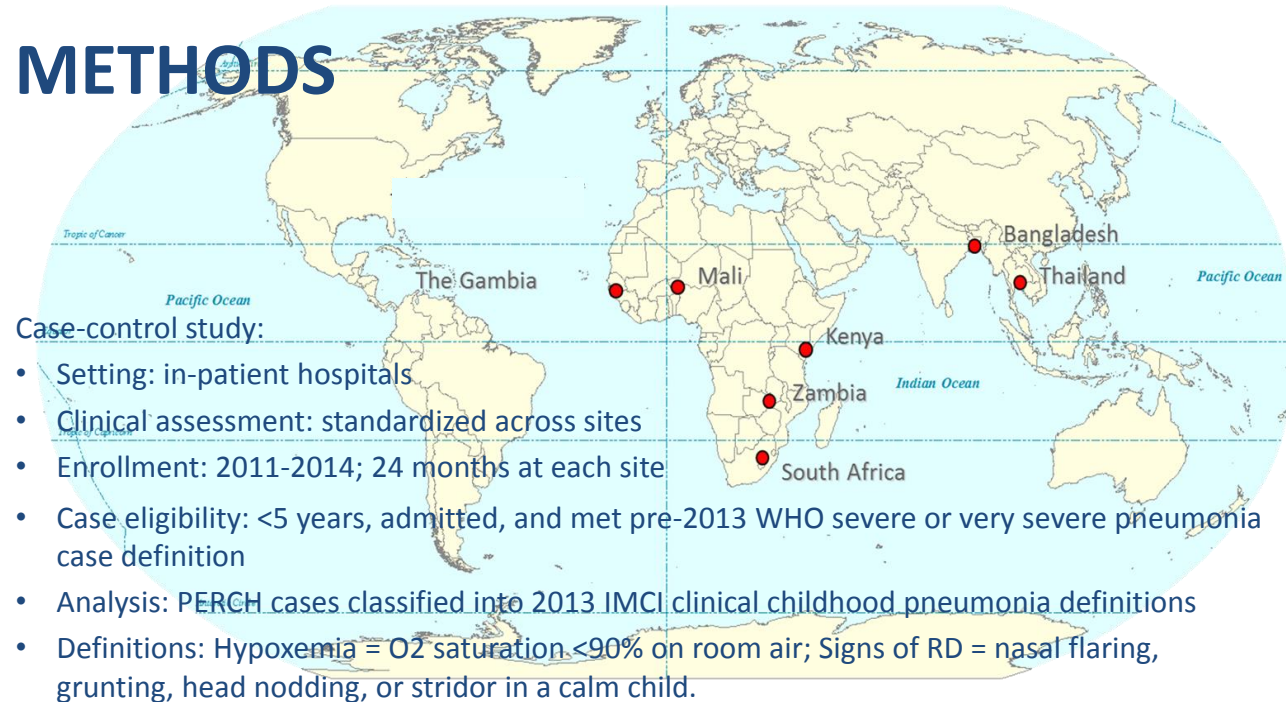 METHODS
Tropic of Cancer
Bangladesh
The Gambia
Mali
Thailand
Pacific Ocean
Pacific Ocean
Case-control study:
Kenya
• Setting: in-patient hospitals
Indian Ocean
Zambia
• Clinical assessment: standardized across sites
• Enrollment: 2011-2014; 24 months at each site
South Africa
• Case eligibility: <5 years, admitted, and met pre-2013 WHO severe or very severe pneumonia
case definition
• Analysis: PERCH cases classified into 2013 IMCI clinical childhood pneumonia definitions
• Definitions: Hypoxemia = O2 saturation <90% on room air; Signs of RD = nasal flaring,
grunting, head nodding, or stridor in a calm child.